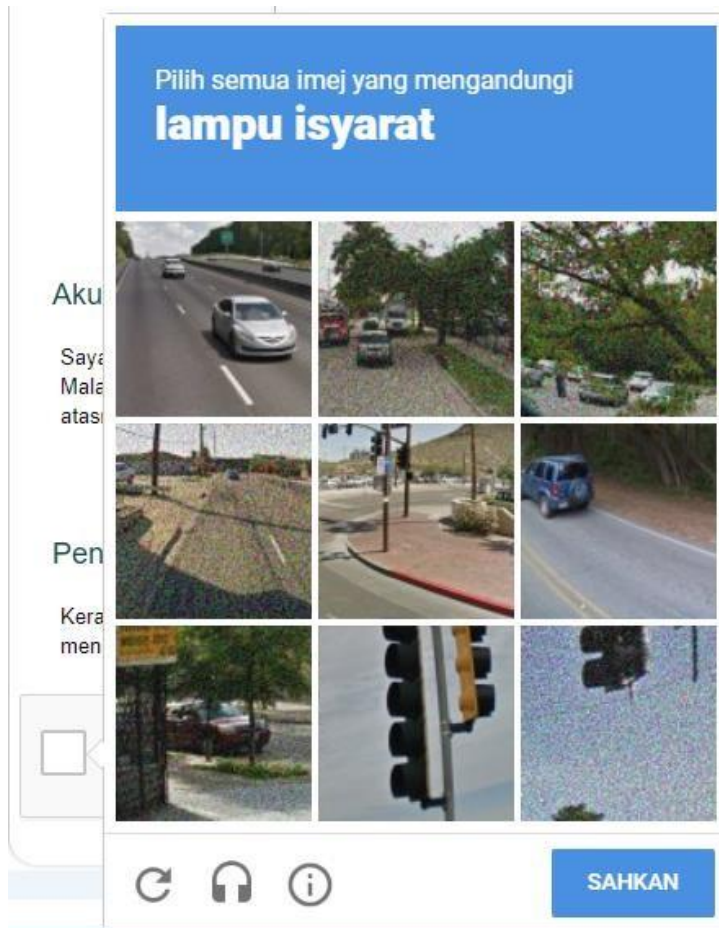 Pilih semua imej yang mengandungi
lampu isyarat
Aku
Saya
Mala
atas
Pen
Kera
men
SAHKAN